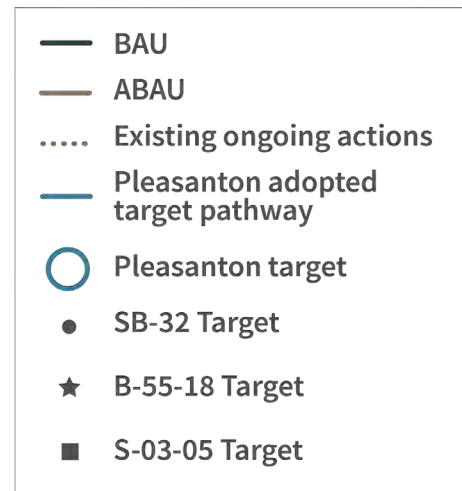 BAU
ABAU
Existing ongoing actions
Pleasanton adopted
target pathway
Pleasanton target
SB-32 Target
B-55-18 Target
S-03-05 Target